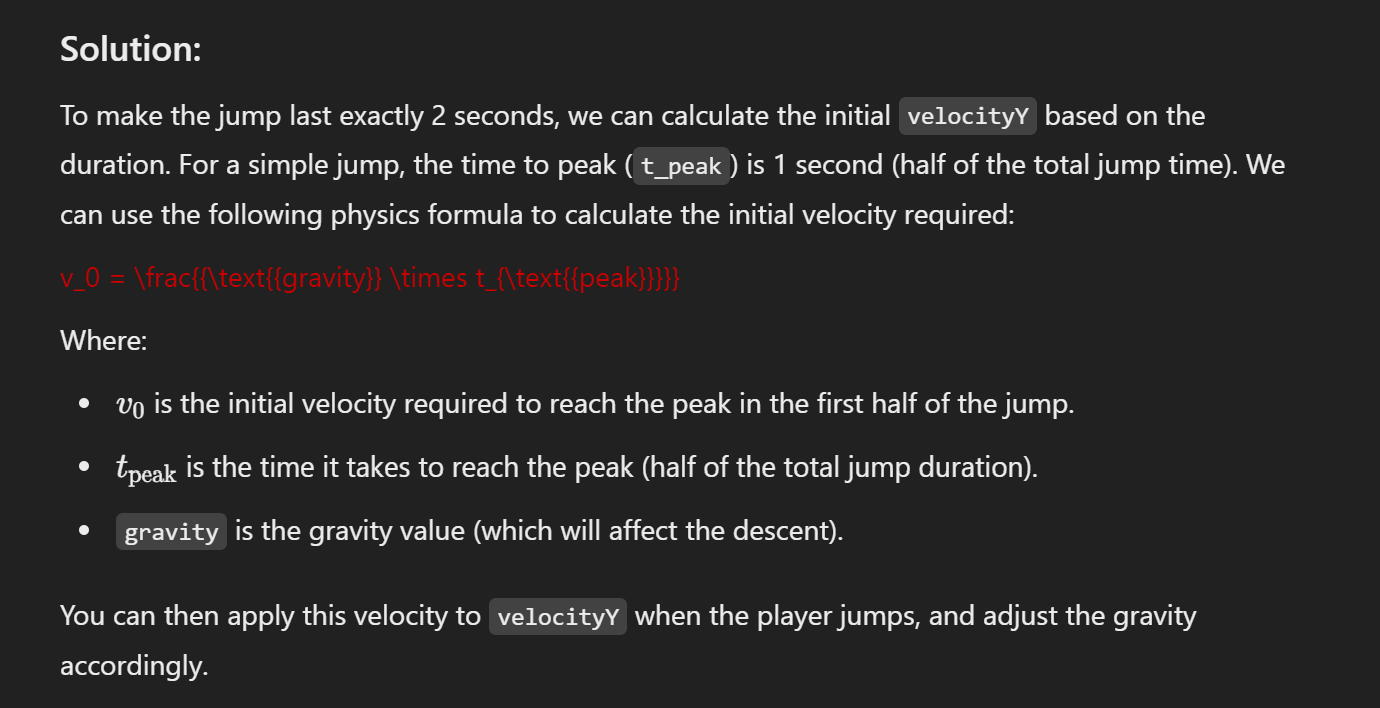 Solution:
To make the jump last exactly 2 seconds, we can calculate the initial velocityY based on the
duration. For a simple jump, the time to peak (t_peak) is 1 second (half of the total jump time). We
can use the following physics formula to calculate the initial velocity required:
v_0 = \frac{{\text{{gravity}} \times t_{\text{{peak}}}}}
Where:
• v₀ is the initial velocity required to reach the peak in the first half of the jump.
• t_peak is the time it takes to reach the peak (half of the total jump duration).
• gravity is the gravity value (which will affect the descent).
You can then apply this velocity to velocityY when the player jumps, and adjust the gravity
accordingly.